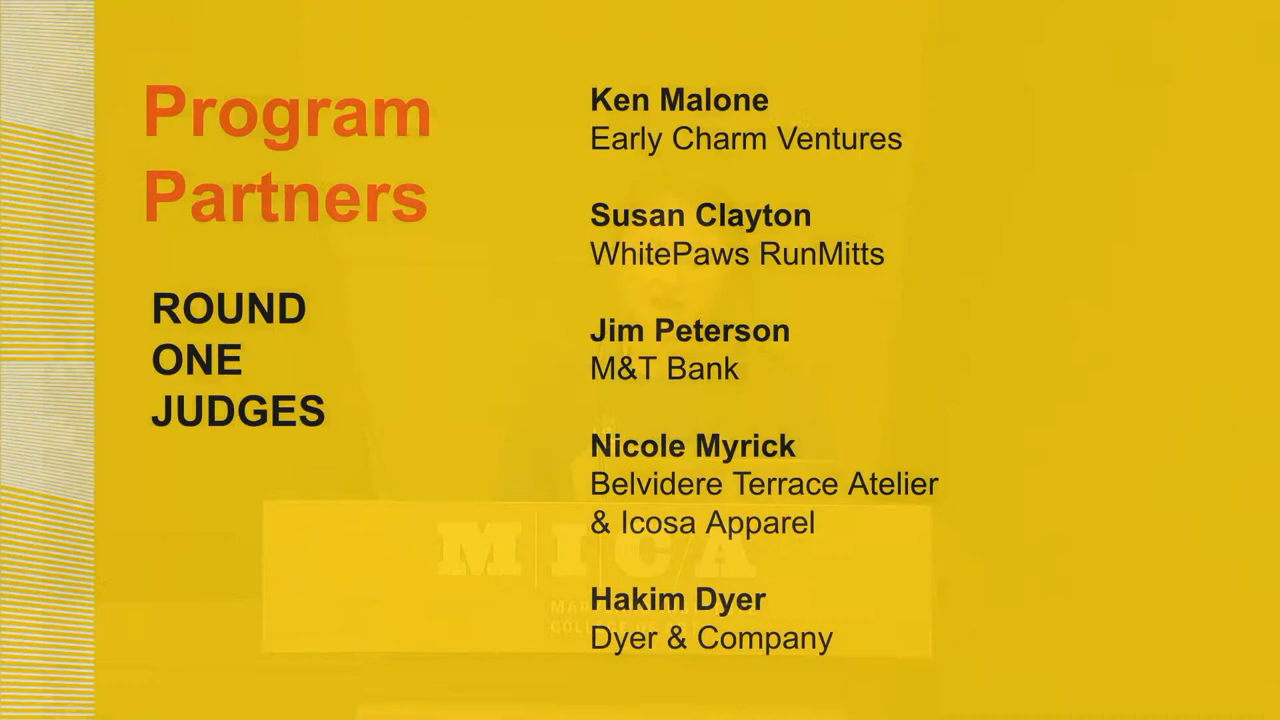 Program
Partners
ROUND
ONE
JUDGES
Ken Malone
Early Charm Ventures
Susan Clayton
WhitePaws RunMitts
Jim Peterson
M&T Bank
Nicole Myrick
Belvidere Terrace Atelier
& Icosa Apparel
Hakim Dyer
Dyer & Company
M|I|C/A